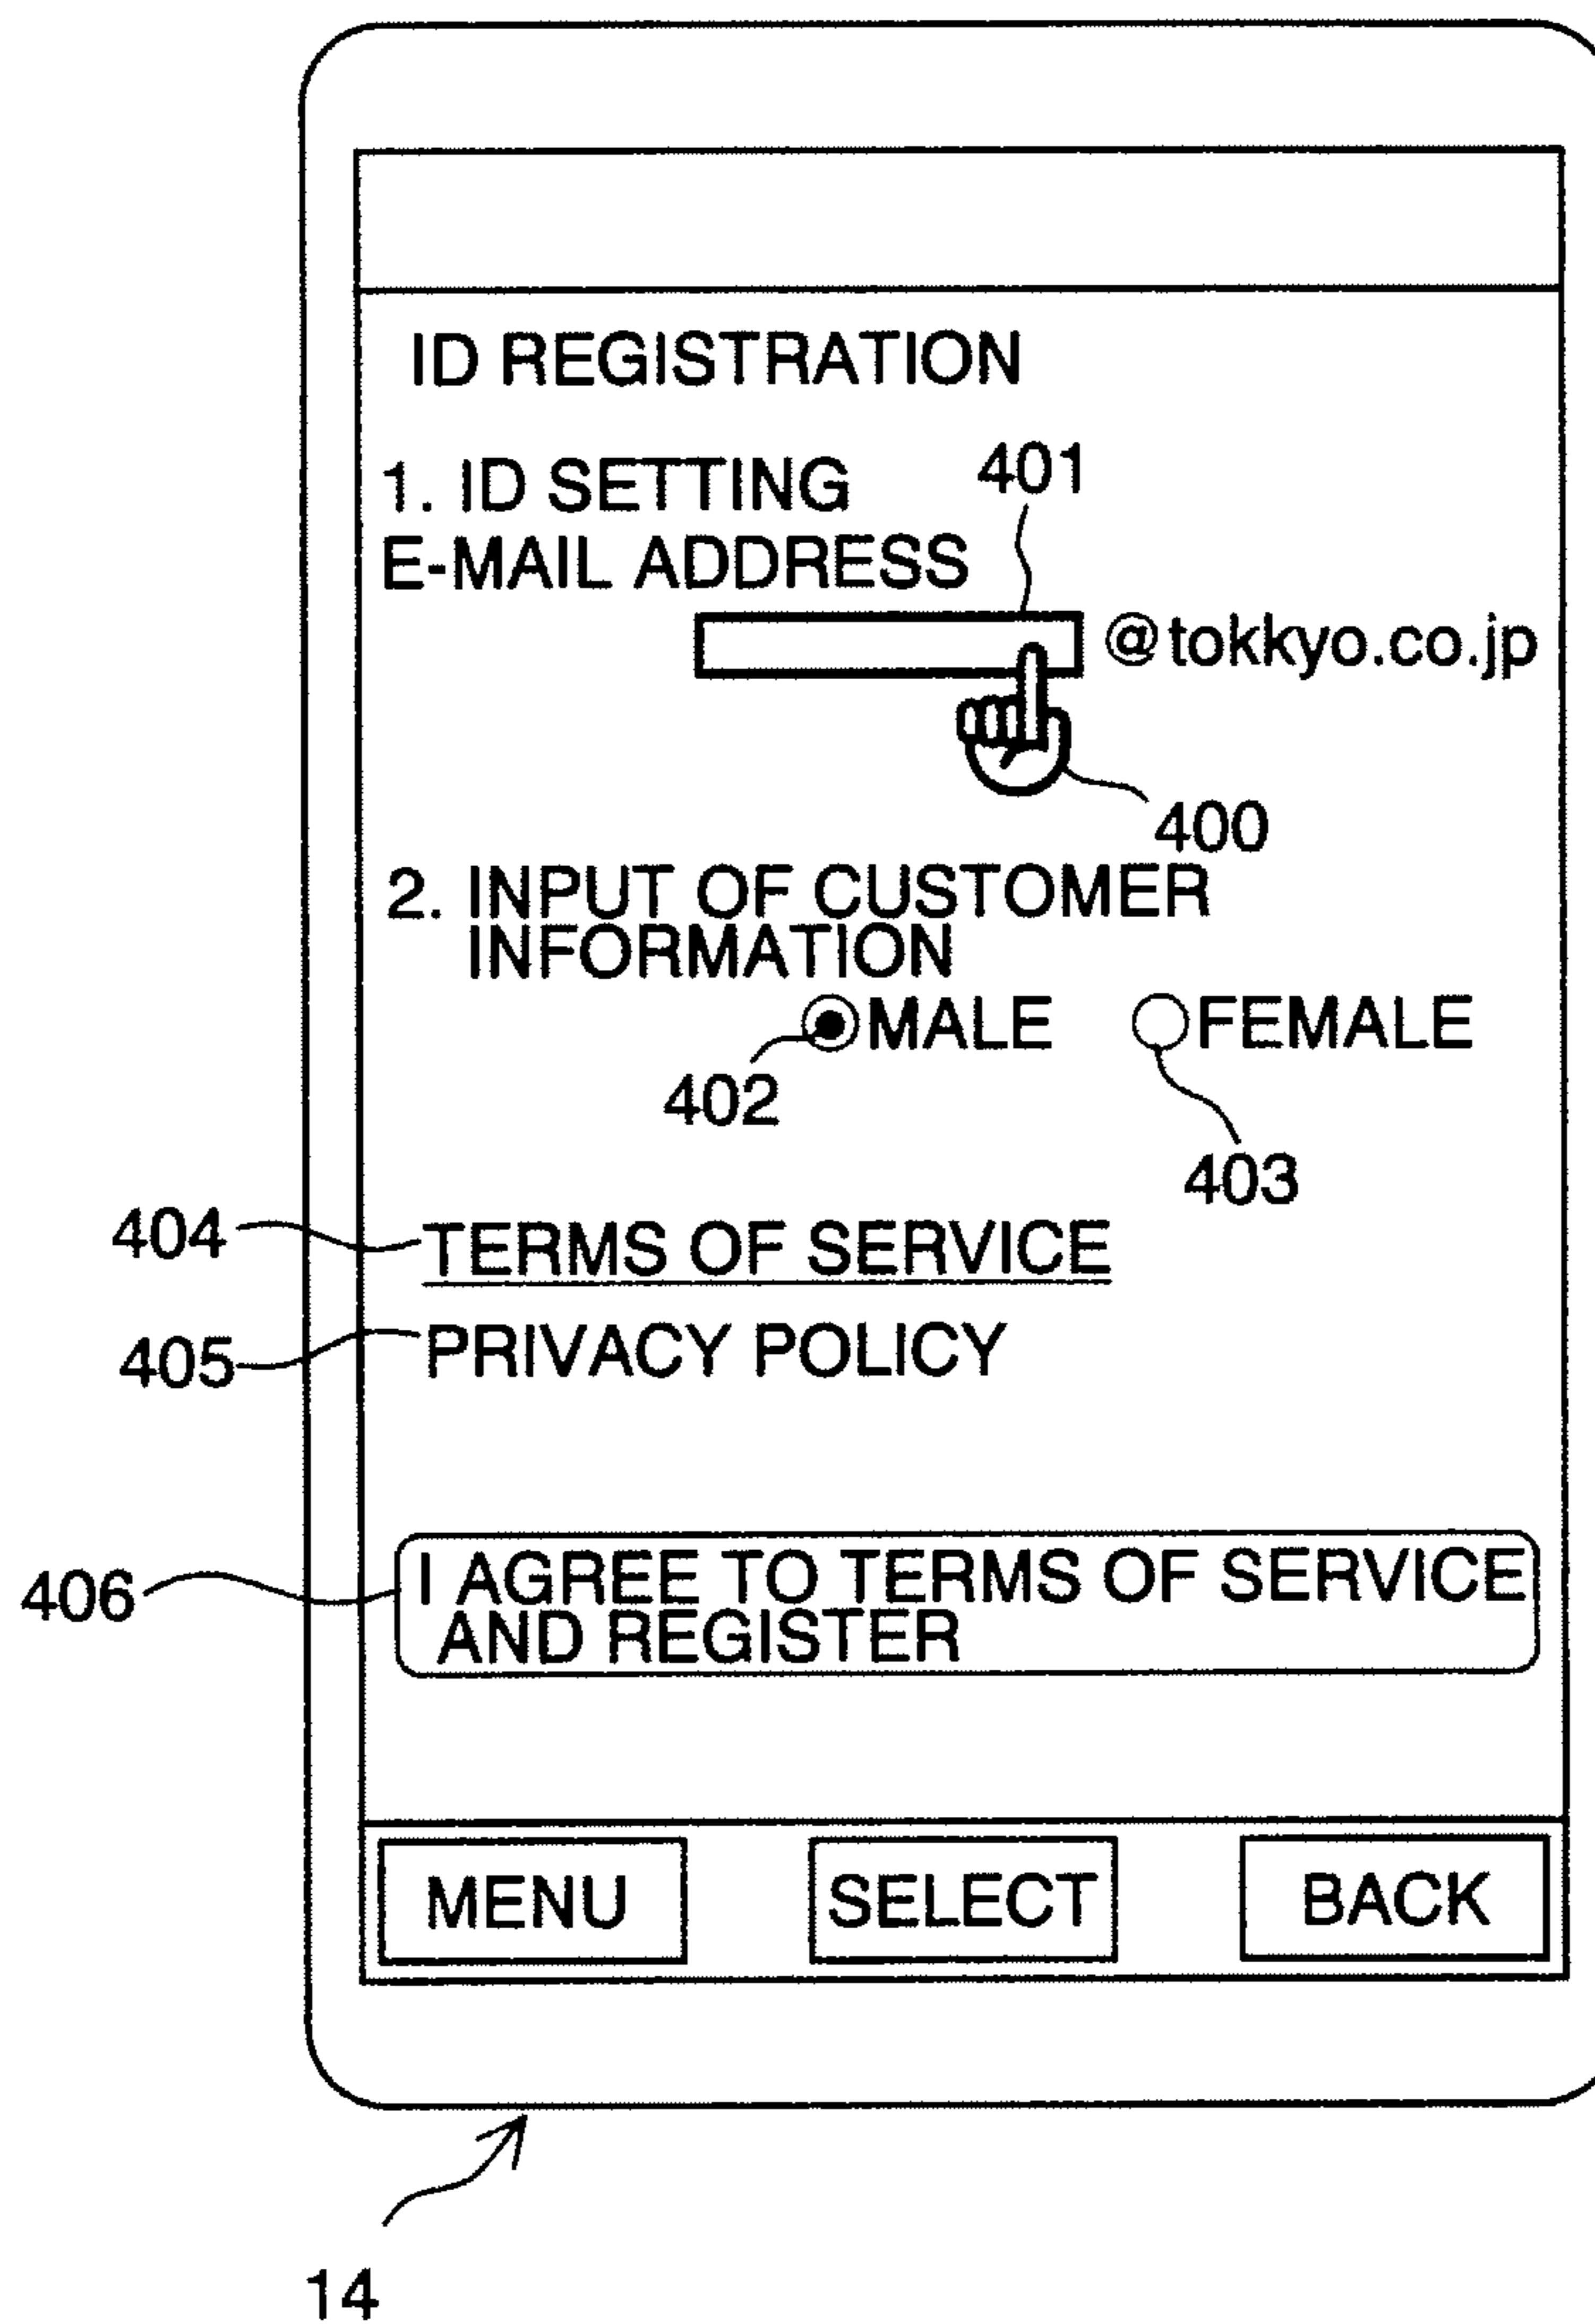 ID REGISTRATION
1. ID SETTING
401
E-MAIL ADDRESS
@tokkyo.co.jp
400
2. INPUT OF CUSTOMER
INFORMATION
MALE FEMALE
402
403
404 TERMS OF SERVICE
405 PRIVACY POLICY
406 I AGREE TO TERMS OF SERVICE
AND REGISTER
MENU SELECT BACK
14